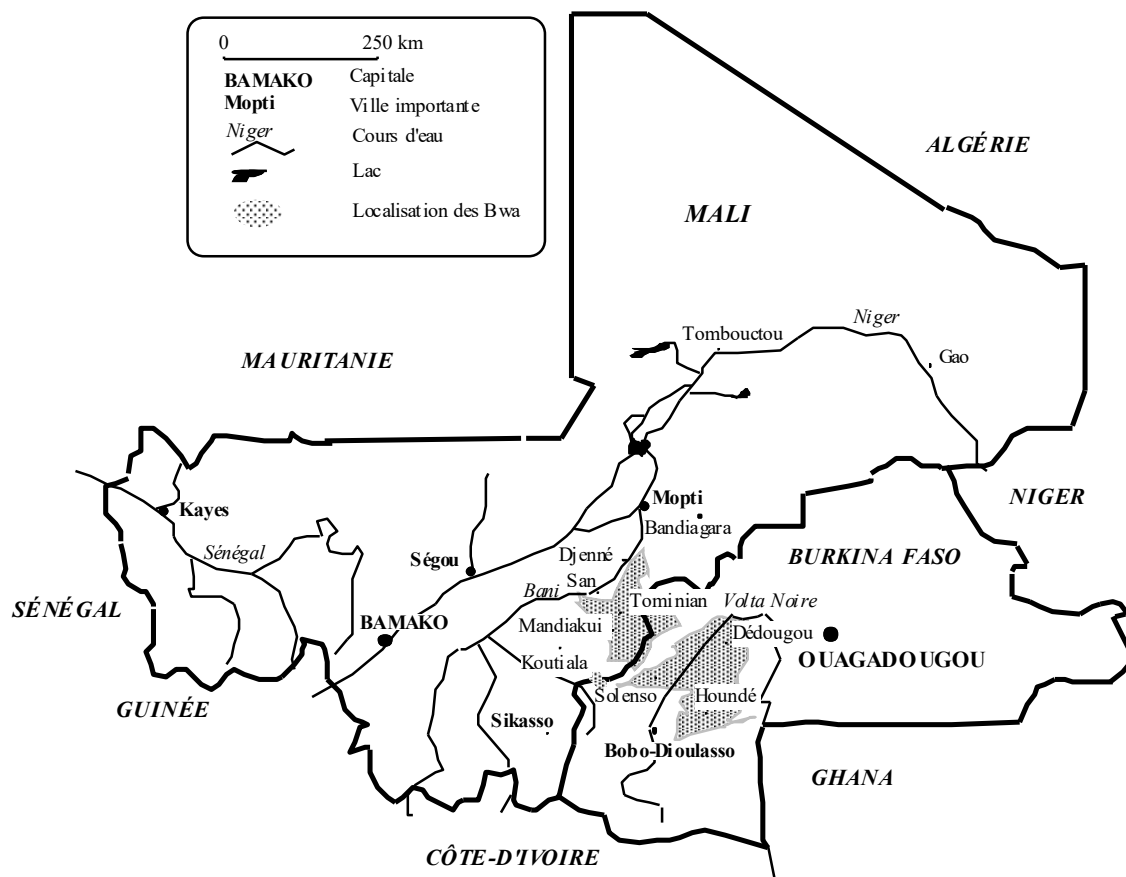 0 250 km
BAMAKO Capitale
Mopti Ville importante
Niger Cours d'eau
Lac
Localisation des Bwa
ALGÉRIE
MALI
Niger
Tombouctou
MAURITANIE
Gao
NIGER
Mopti
Kayes
Bandiagara
Sénégal
Ségou
Djenné
BURKINA FASO
San
Bani
SÉNÉGAL
Tominian
Volta Noire
BAMAKO
Mandiakui
Dédougou
OUAGADOUGOU
Koutiala
Solenso
Houndé
GUINÉE
Sikasso
Bobo-Dioulasso
GHANA
CÔTE-D'IVOIRE